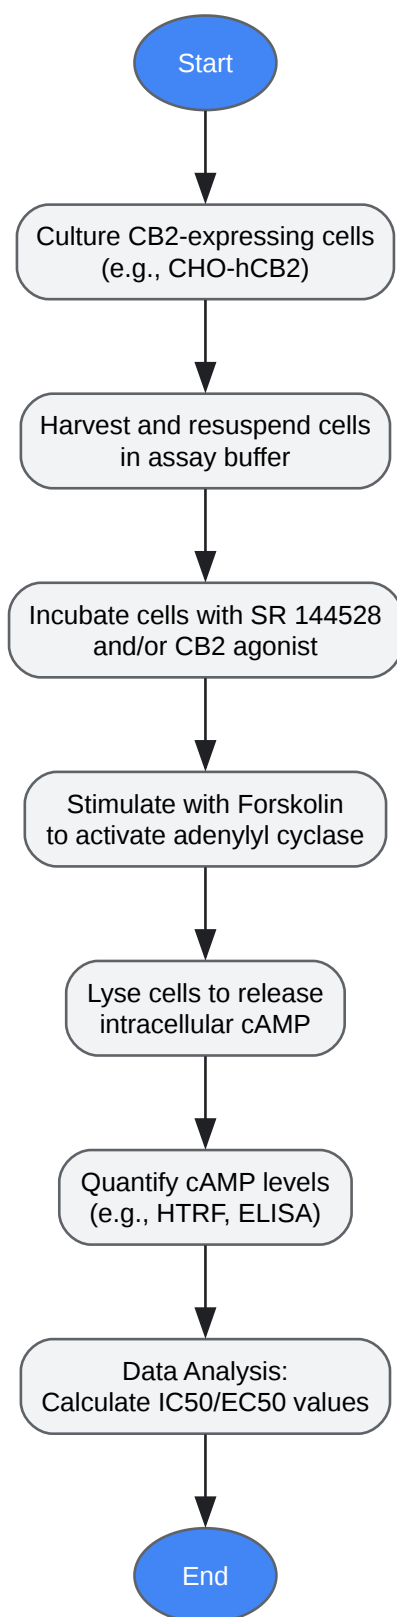 Start
Culture CB2-expressing cells
(e.g., CHO-hCB2)
Harvest and resuspend cells
in assay buffer
Incubate cells with SR 144528
and/or CB2 agonist
Stimulate with Forskolin
to activate adenylyl cyclase
Lyse cells to release
intracellular cAMP
Quantify cAMP levels
(e.g., HTRF, ELISA)
Data Analysis:
Calculate IC50/EC50 values
End